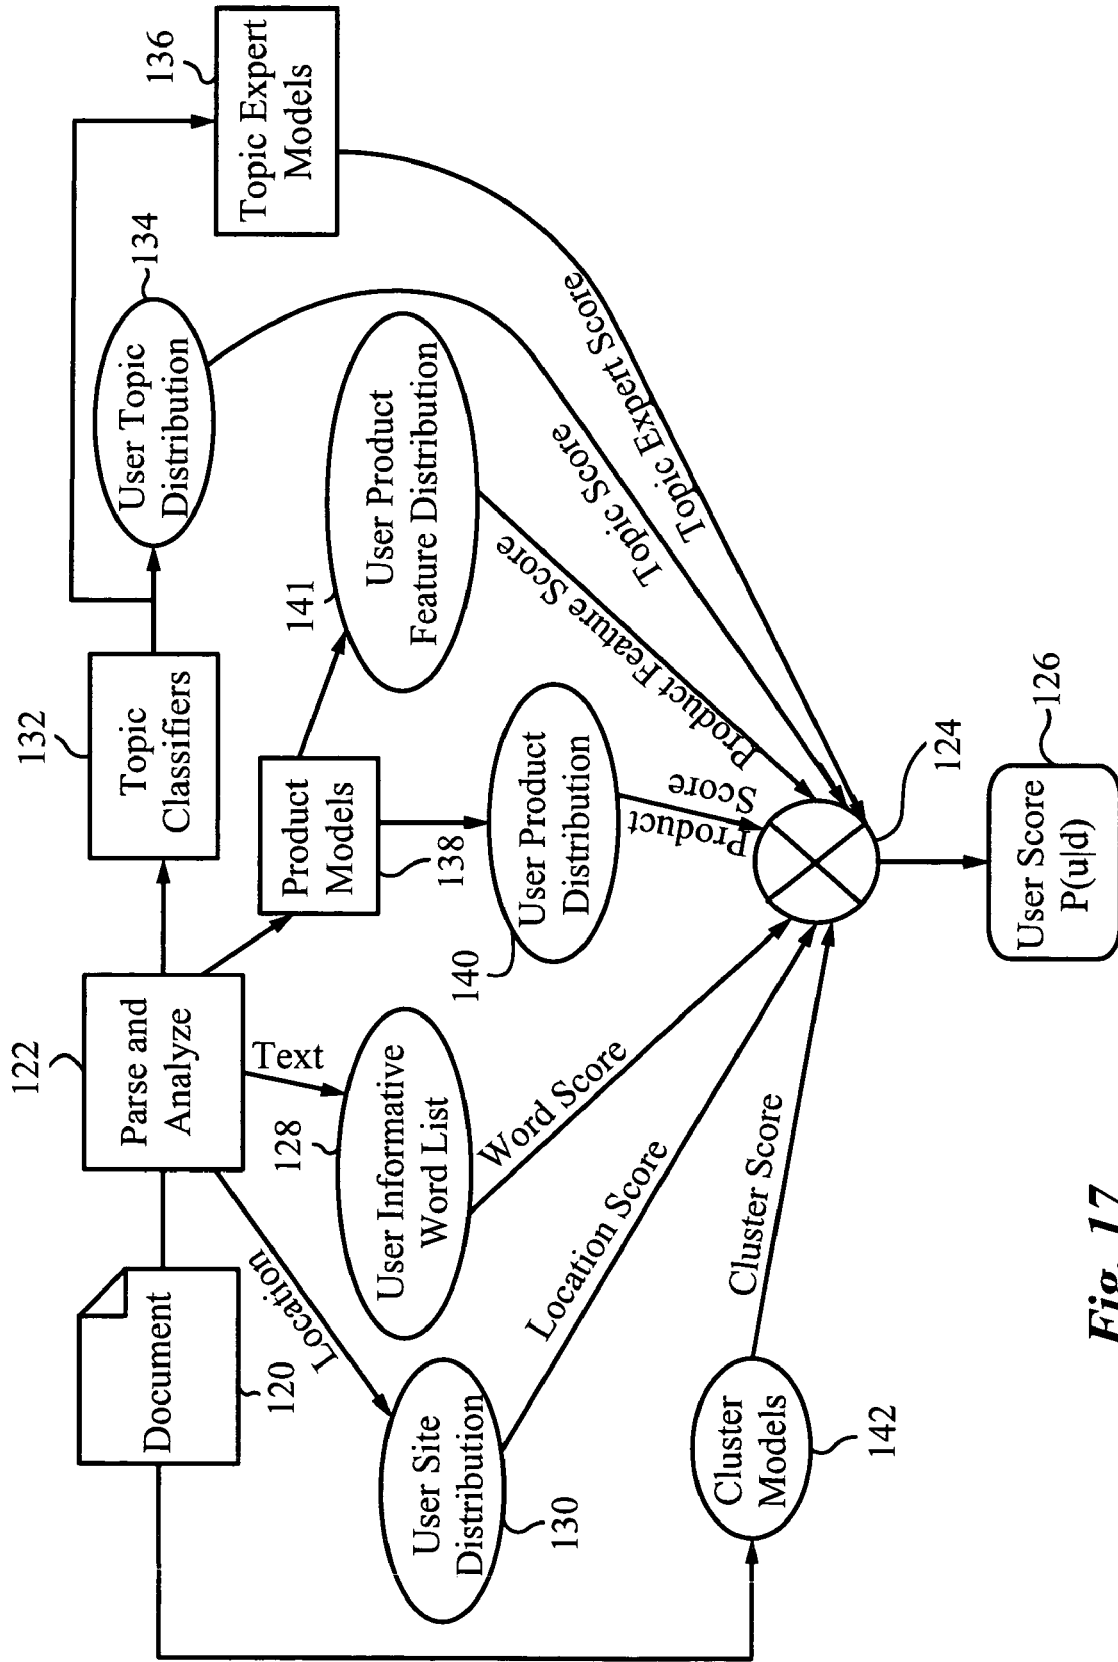 120
Document
122
Parse and
Analyze
132
Topic
Classifiers
134
User Topic
Distribution
136
Topic Expert
Models
Location
Text
128
User Informative
Word List
130
User Site
Distribution
138
Product
Models
140
User Product
Distribution
141
User Product
Feature Distribution
142
Cluster
Models
Cluster Score
Location Score
Word Score
Product
Score
Product Feature Score
Topic Score
Topic Expert Score
124
126
User Score
P(u|d)
Fig. 17